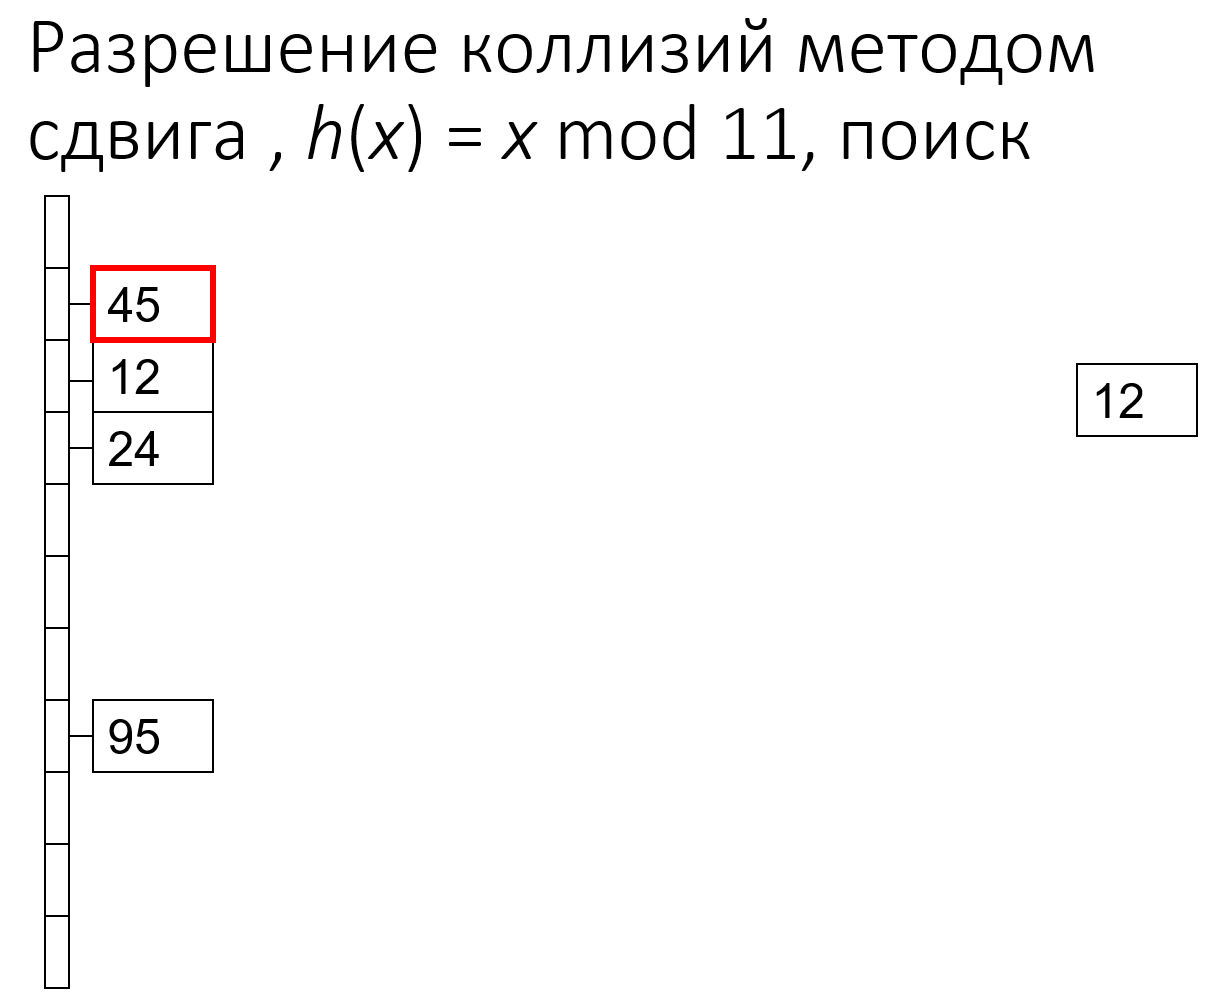 Разрешение коллизий методом
сдвига , h(x) = x mod 11, поиск
45
12
12
24
95